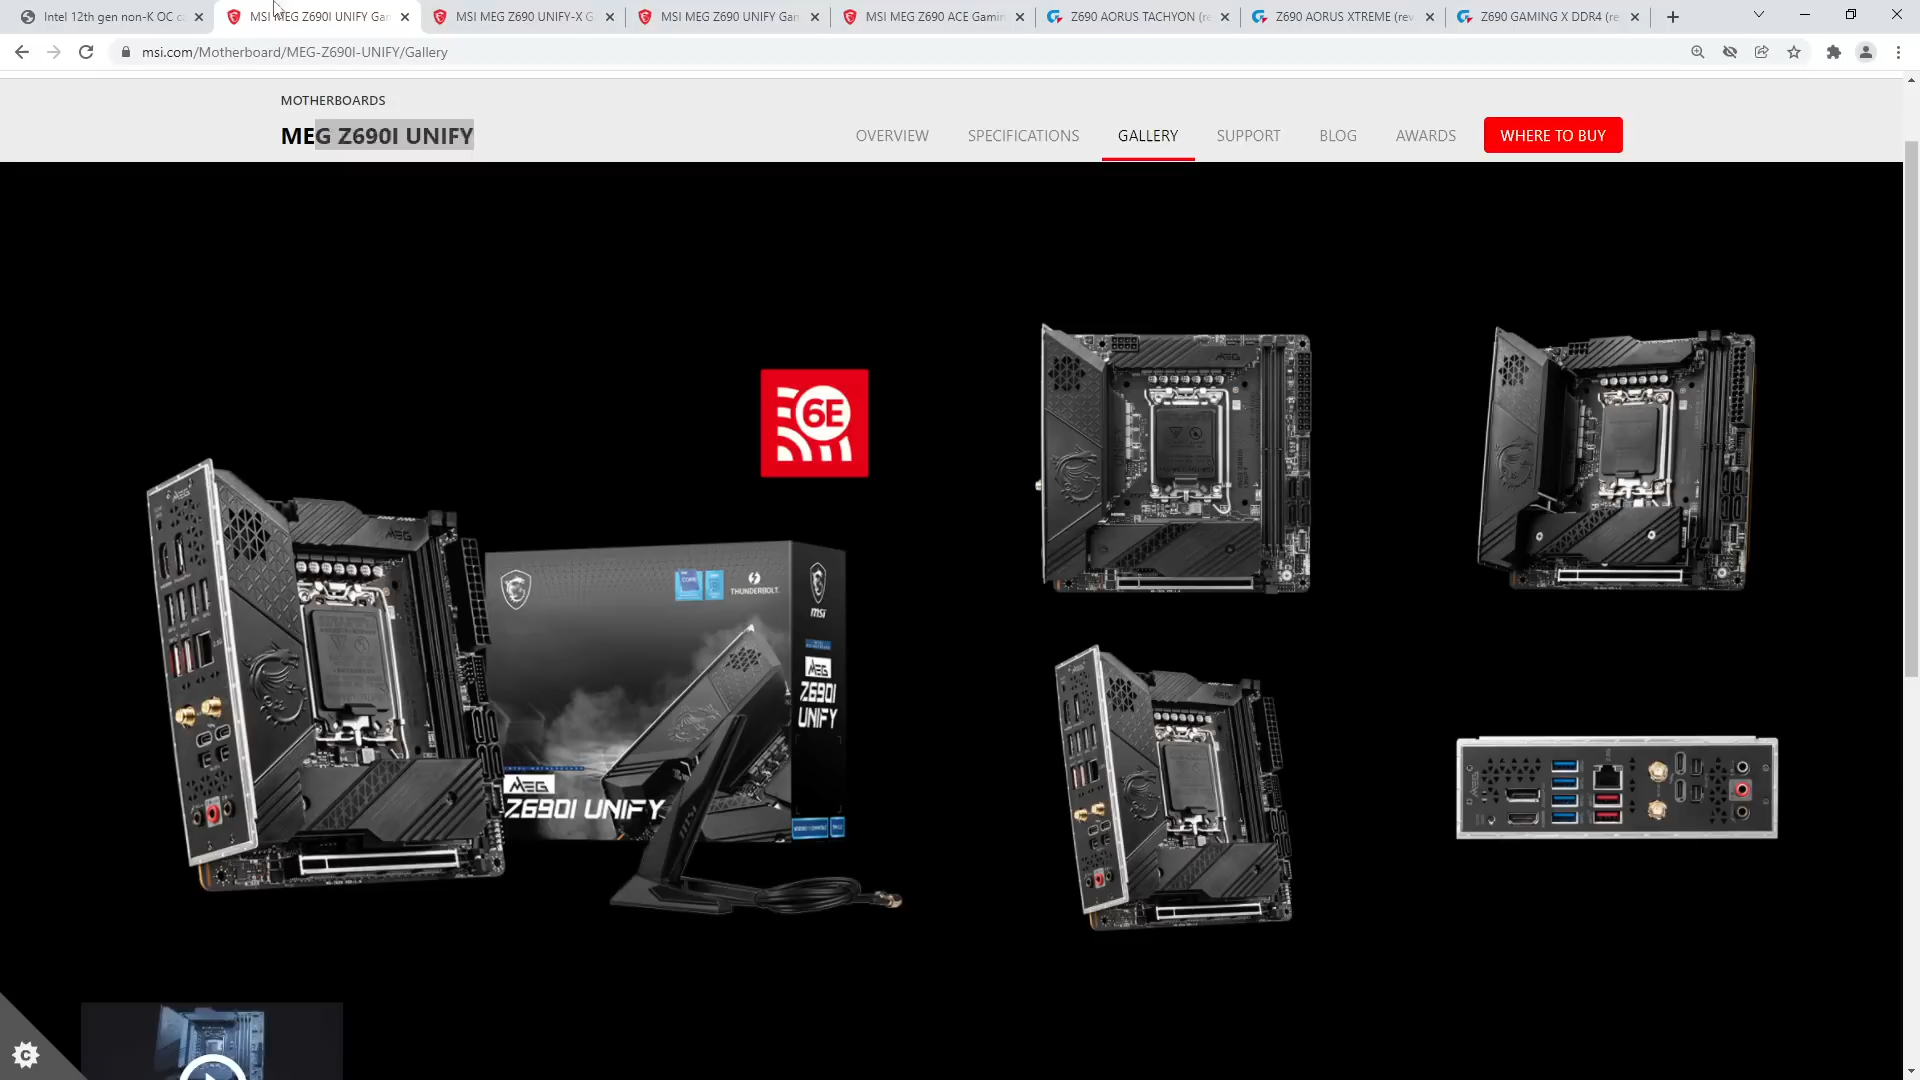 Intel 12th gen non-K OC c
MSI MEG Z690I UNIFY Gan
MSI MEG Z690 UNIFY-X G
MSI MEG Z690 UNIFY Gan
MSI MEG Z690 ACE Gamin
Z690 AORUS TACHYON (re
Z690 AORUS XTREME (rev
Z690 GAMING X DDR4 (re
msi.com/Motherboard/MEG-Z690I-UNIFY/Gallery
MOTHERBOARDS
MEG Z690I UNIFY
OVERVIEW
SPECIFICATIONS
GALLERY
SUPPORT
BLOG
AWARDS
WHERE TO BUY
6E
MEG
CORE
THUNDERBOLT
msi
MEG
Z690I
UNIFY
MEG
Z690I UNIFY